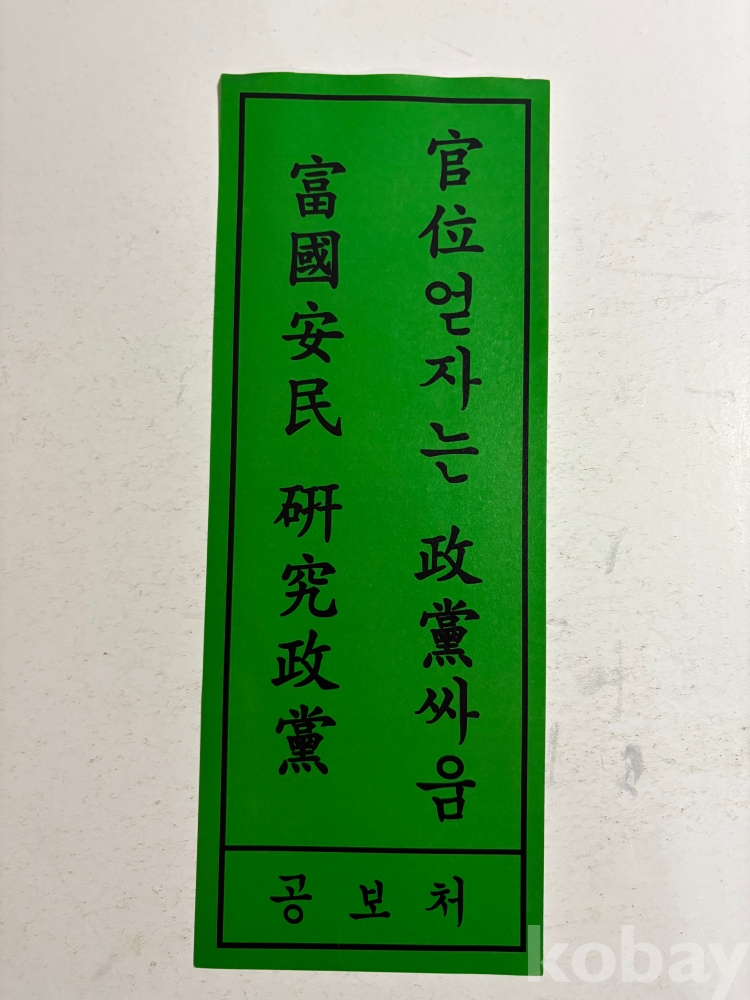 官位얻자는 政黨싸움
富國安民 硏究政黨
공보처
kobay